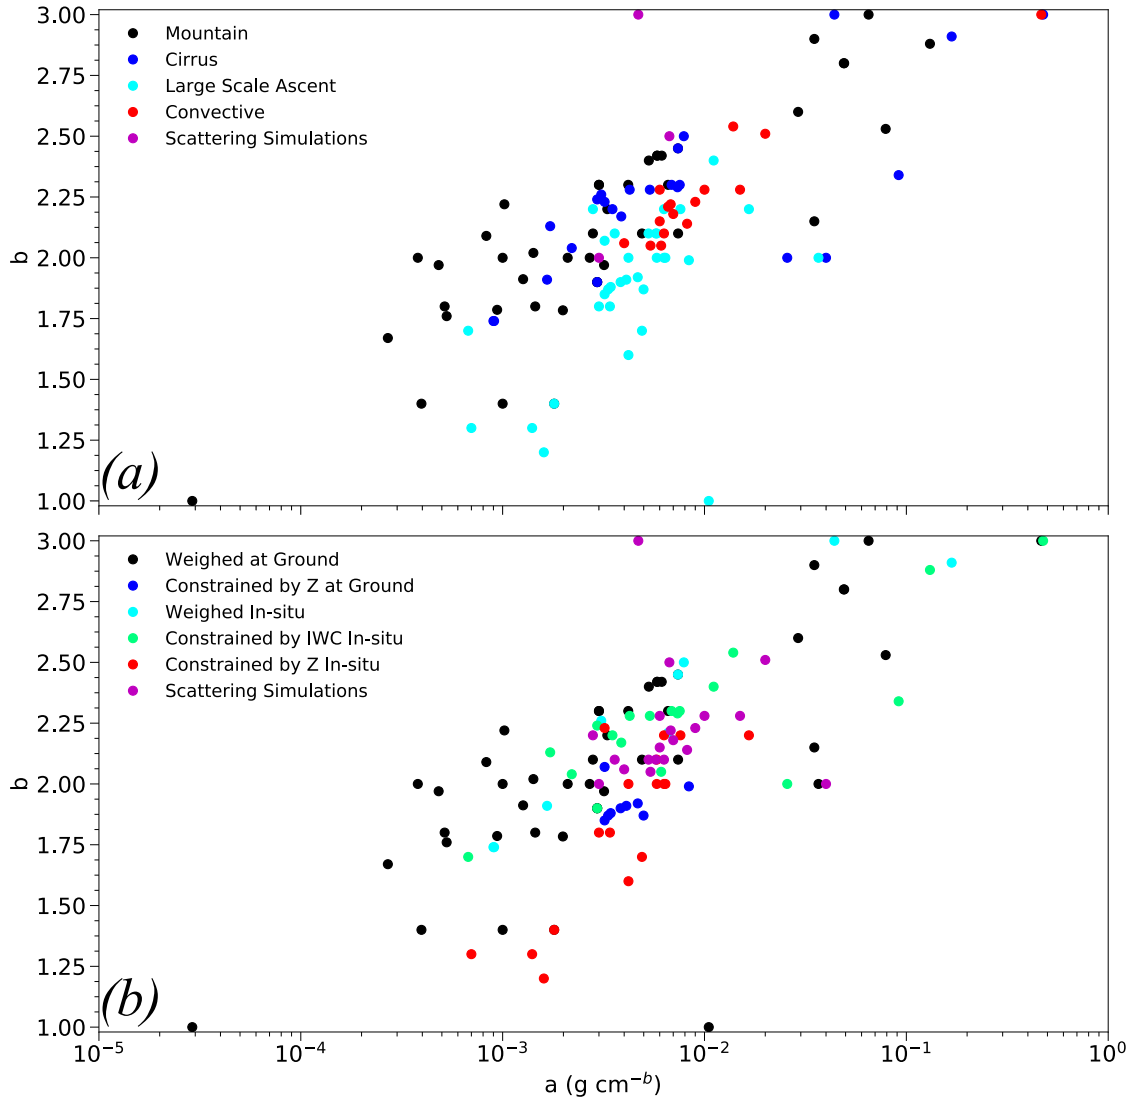 3.00
2.75
2.50
2.25
2.00
1.75
1.50
1.25
1.00
b
Mountain
Cirrus
Large Scale Ascent
Convective
Scattering Simulations
(a)
3.00
2.75
2.50
2.25
2.00
1.75
1.50
1.25
1.00
b
Weighed at Ground
Constrained by Z at Ground
Weighed In-situ
Constrained by IWC In-situ
Constrained by Z In-situ
Scattering Simulations
(b)
10⁻⁵ 10⁻⁴ 10⁻³ 10⁻² 10⁻¹ 10⁰
a (g cm⁻ᵇ)